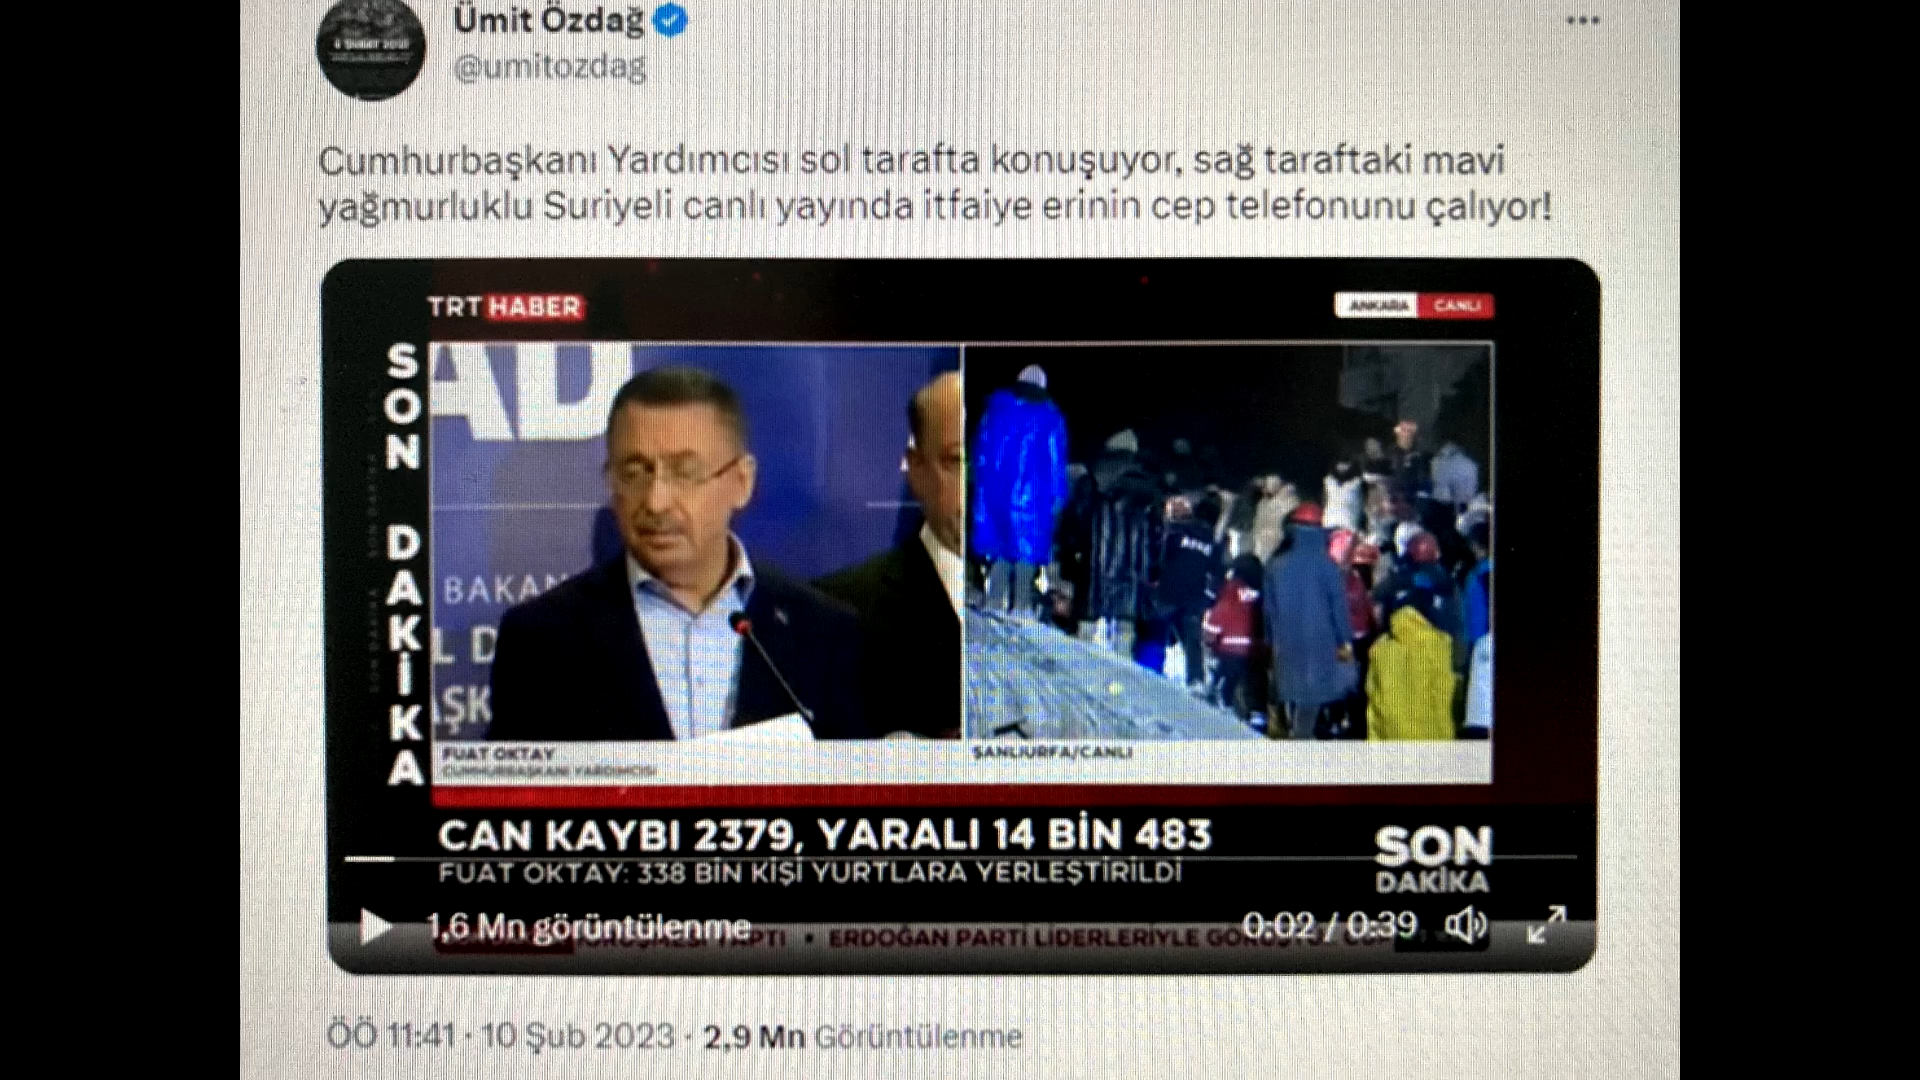 Ümit Özdağ
@umitozdag
Cumhurbaşkanı Yardımcısı sol tarafta konuşuyor, sağ taraftaki mavi
yağmurluklu Suriyeli canlı yayında itfaiye erinin cep telefonunu çalıyor!
TRT HABER
ANKARA CANLI
SON DAKİKA
AD
BAKAN
L D
AŞK
FUAT OKTAY
CUMHURBAŞKANI YARDIMCISI
ŞANLIURFA/CANLI
CAN KAYBI 2379, YARALI 14 BİN 483
FUAT OKTAY: 338 BİN KİŞİ YURTLARA YERLEŞTİRİLDİ
SON
DAKİKA
1,6 Mn görüntülenme
0:02 / 0:39
YAPTI • ERDOĞAN PARTİ LİDERLERİYLE
ÖÖ 11:41 · 10 Şub 2023 · 2,9 Mn Görüntülenme